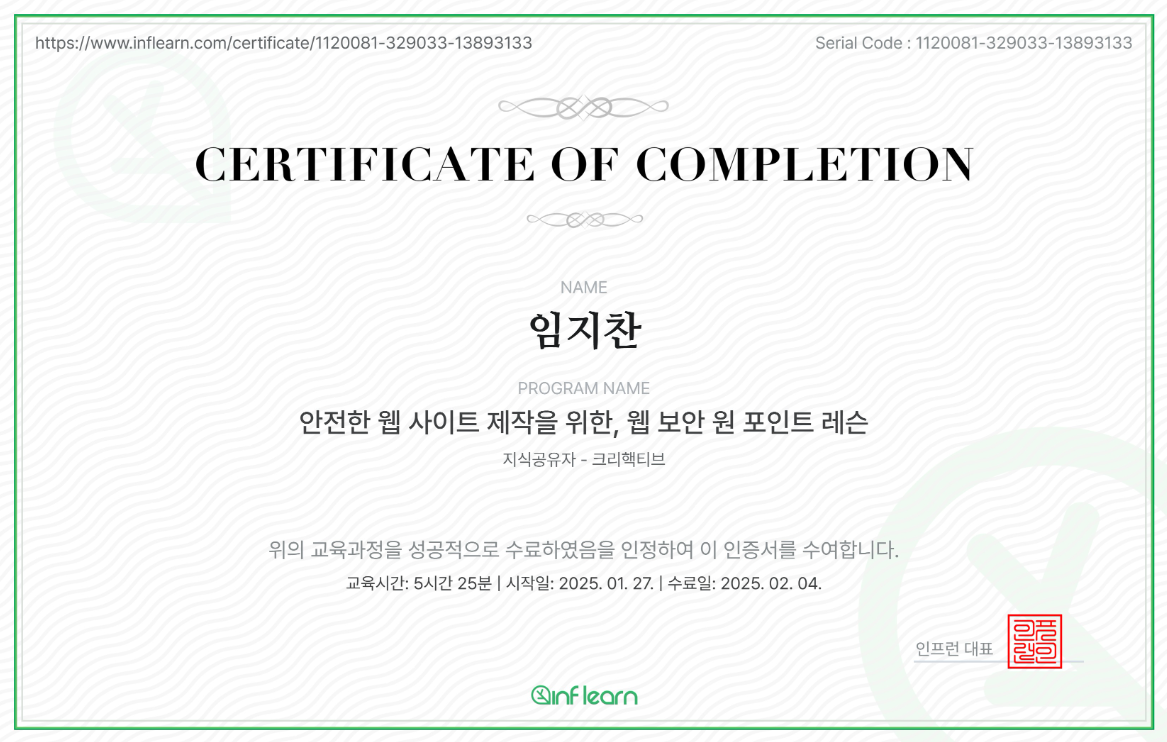 https://www.inflearn.com/certificate/1120081-329033-13893133
Serial Code : 1120081-329033-13893133
CERTIFICATE OF COMPLETION
NAME
임지찬
PROGRAM NAME
안전한 웹 사이트 제작을 위한, 웹 보안 원 포인트 레슨
지식공유자 - 크리핵티브
위의 교육과정을 성공적으로 수료하였음을 인정하여 이 인증서를 수여합니다.
교육시간: 5시간 25분 | 시작일: 2025. 01. 27. | 수료일: 2025. 02. 04.
인프런 대표
인프런인
inflearn